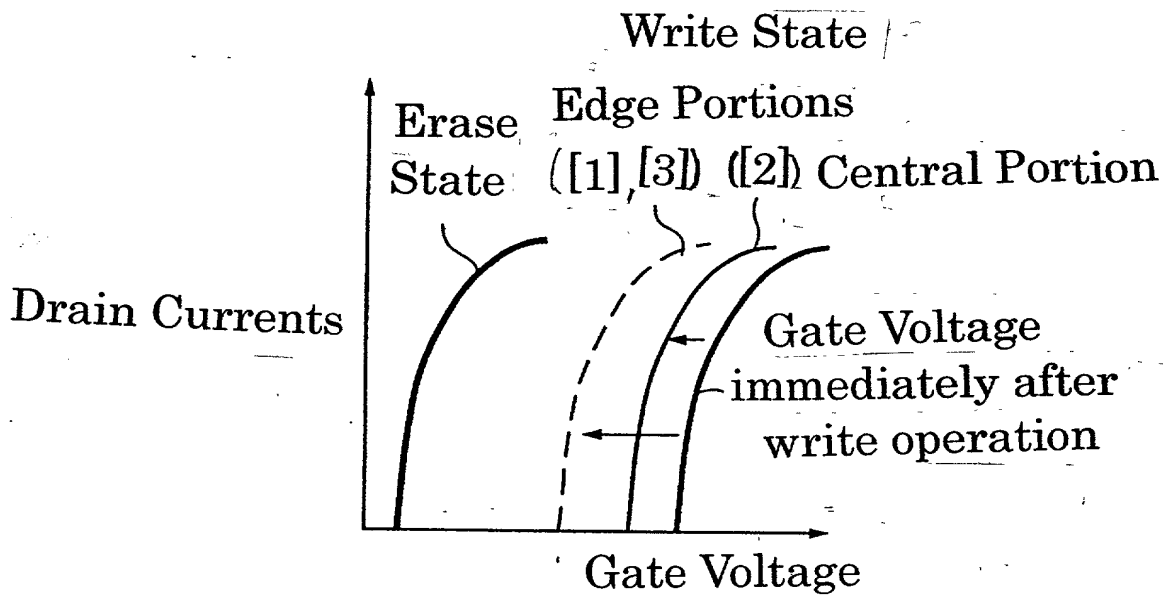 Write State
Erase
State
Edge Portions
([1],[3])
([2]) Central Portion
Drain Currents
Gate Voltage
immediately after
write operation
Gate Voltage